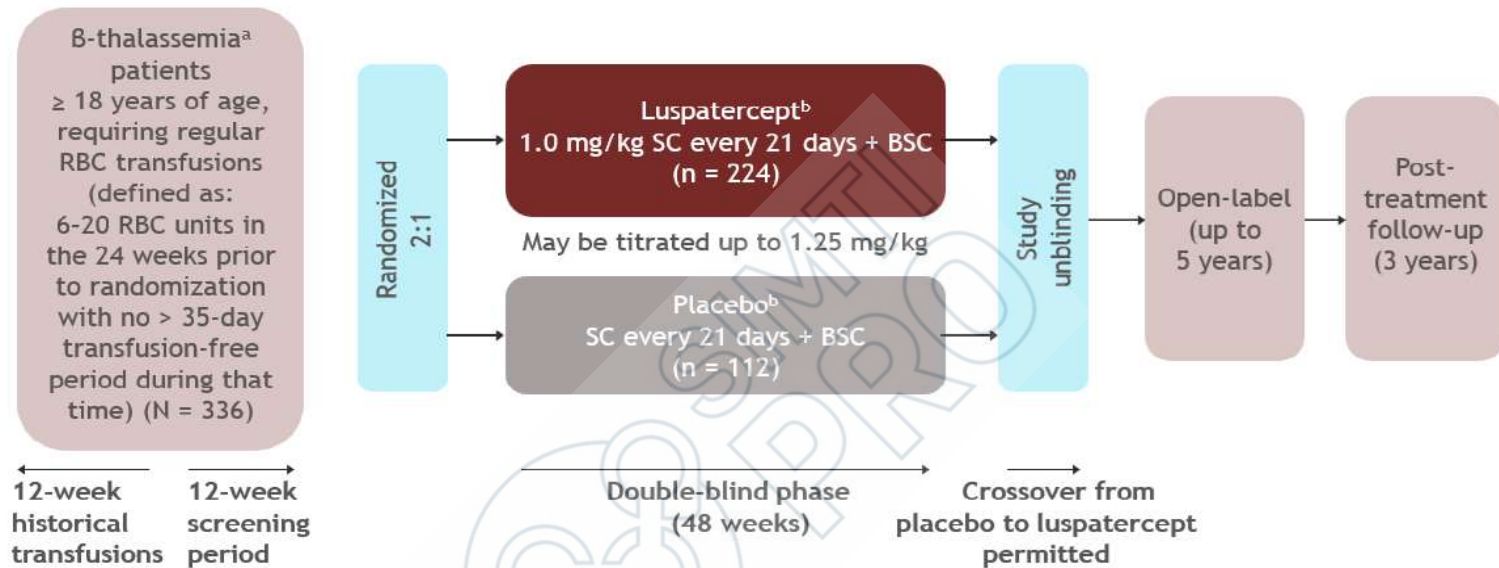 β-thalassemiaᵃ
patients
≥ 18 years of age,
requiring regular
RBC transfusions
(defined as:
6-20 RBC units in
the 24 weeks prior
to randomization
with no > 35-day
transfusion-free
period during that
time) (N = 336)
12-week
historical
transfusions
12-week
screening
period
Randomized
2:1
Luspaterceptᵇ
1.0 mg/kg SC every 21 days + BSC
(n = 224)
May be titrated up to 1.25 mg/kg
Placeboᵇ
SC every 21 days + BSC
(n = 112)
Double-blind phase
(48 weeks)
Study
unblinding
Crossover from
placebo to luspatercept
permitted
Open-label
(up to
5 years)
Post-
treatment
follow-up
(3 years)
SIMTI
PRO